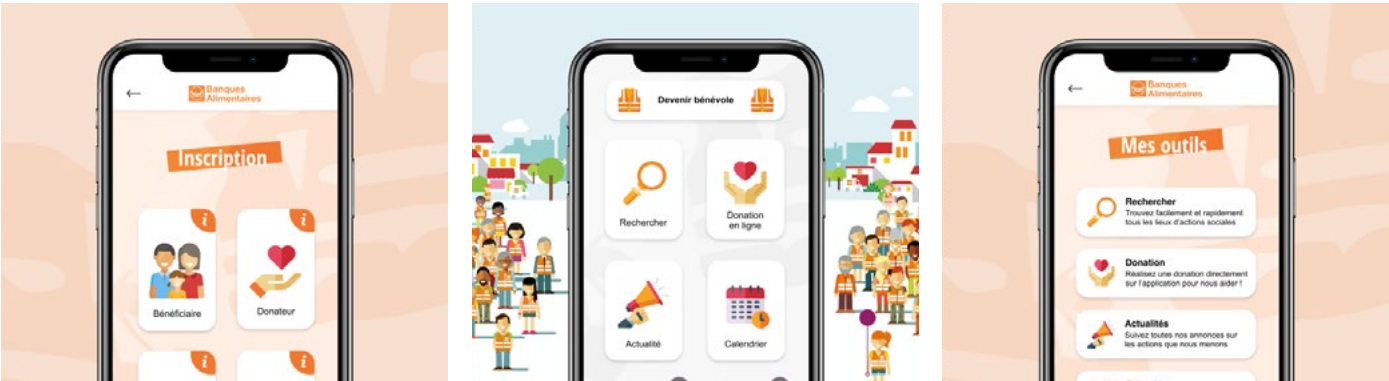 Banques
Alimentaires
Inscription
i
i
Bénéficiaire
Donateur
i
i
Devenir bénévole
Rechercher
Donation
en ligne
Actualité
Calendrier
Banques
Alimentaires
Mes outils
Rechercher
Trouvez facilement et rapidement
tous les lieux d'actions sociales
Donation
Réalisez une donation directement
sur l'application pour nous aider !
Actualités
Suivez toutes nos annonces sur
les actions que nous menons